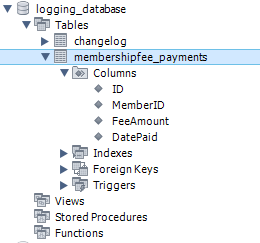 logging_database
Tables
changelog
membershipfee_payments
Columns
ID
MemberID
FeeAmount
DatePaid
Indexes
Foreign Keys
Triggers
Views
Stored Procedures
Functions